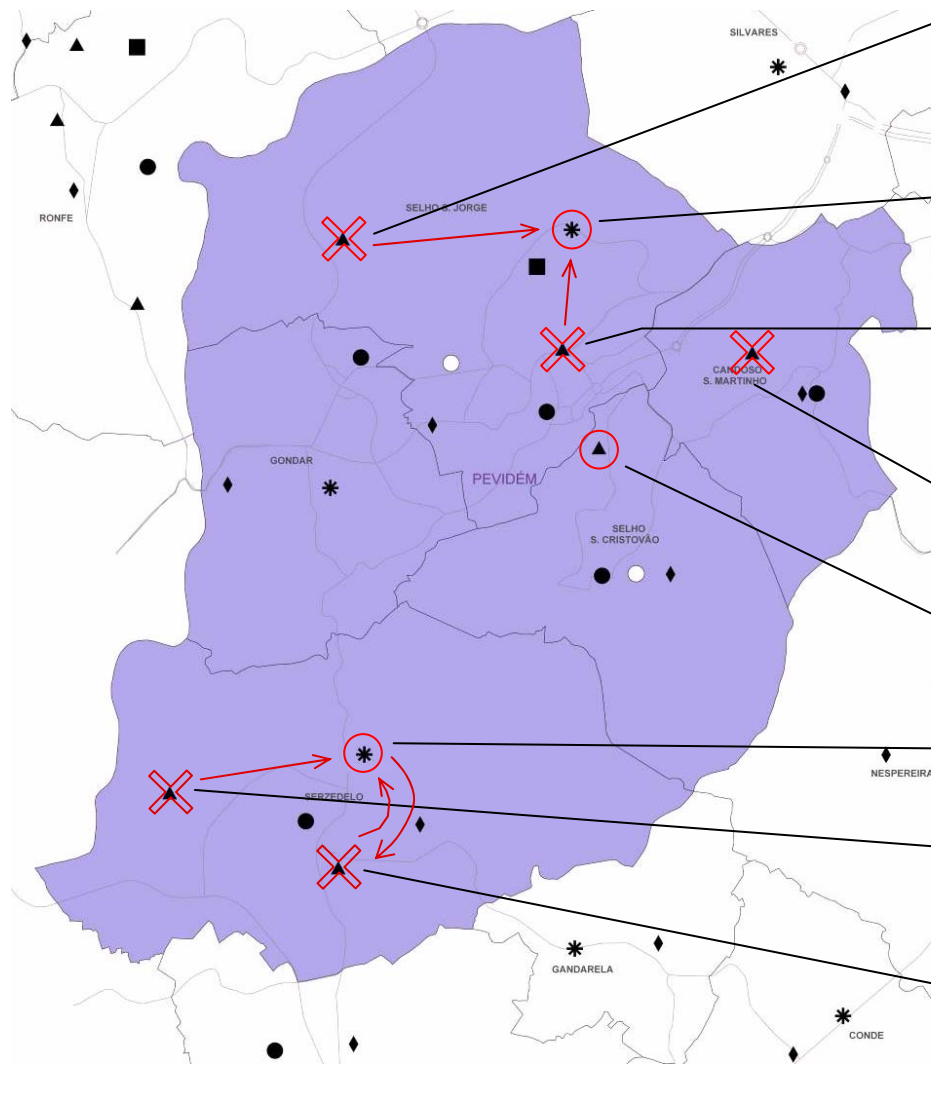 SILVARES
RONFE
SELHO S. JORGE
CANDOSO
S. MARTINHO
GONDAR
PEVIDÉM
SELHO
S. CRISTOVÃO
NESPEREIRA
SERZEDELO
GANDARELA
CONDE